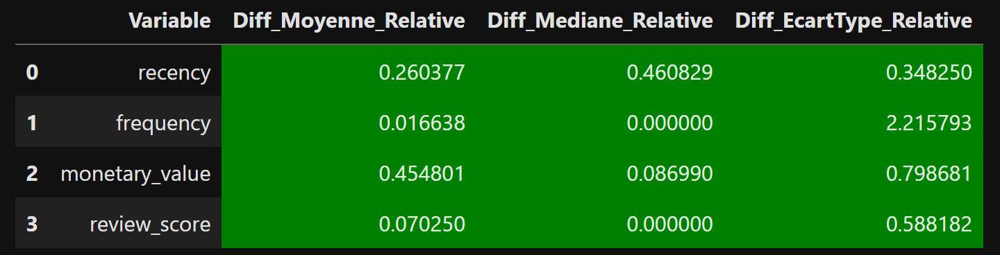 Variable Diff_Moyenne_Relative Diff_Mediane_Relative Diff_EcartType_Relative
0 recency 0.260377 0.460829 0.348250
1 frequency 0.016638 0.000000 2.215793
2 monetary_value 0.454801 0.086990 0.798681
3 review_score 0.070250 0.000000 0.588182